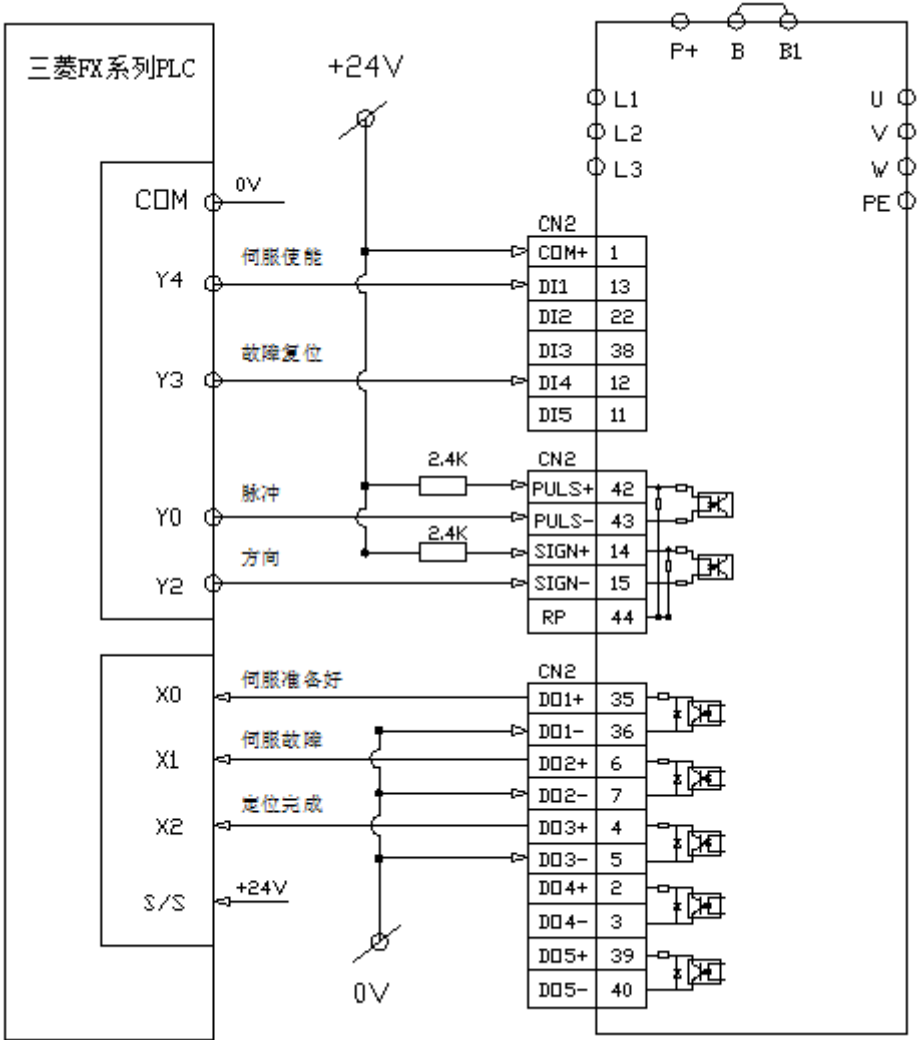 三菱FX系列PLC
+24V
P+ B B1
L1
L2
L3
U
V
W
PE
COM 0V
Y4 伺服使能
Y3 故障复位
Y0 脉冲
Y2 方向
CN2
COM+ 1
DI1 13
DI2 22
DI3 38
DI4 12
DI5 11
2.4K
2.4K
CN2
PULS+ 42
PULS- 43
SIGN+ 14
SIGN- 15
RP 44
X0 伺服准备好
X1 伺服故障
X2 定位完成
S/S +24V
0V
CN2
DO1+ 35
DO1- 36
DO2+ 6
DO2- 7
DO3+ 4
DO3- 5
DO4+ 2
DO4- 3
DO5+ 39
DO5- 40